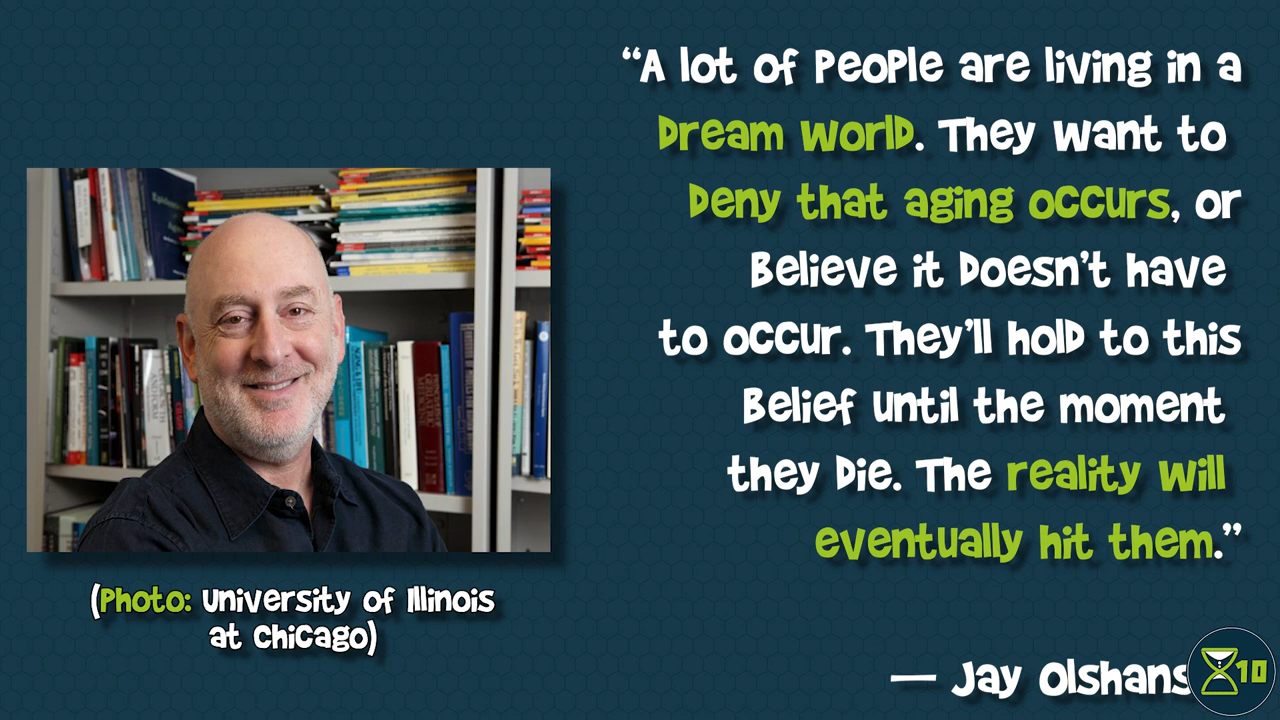 “A lot of people are living in a
Dream World. They want to
Deny that aging occurs, or
Believe it Doesn’t have
to occur. They’ll hold to this
Belief until the moment
they Die. The reality will
eventually hit them.”
— Jay Olshans
10
(Photo: University of Illinois
at Chicago)